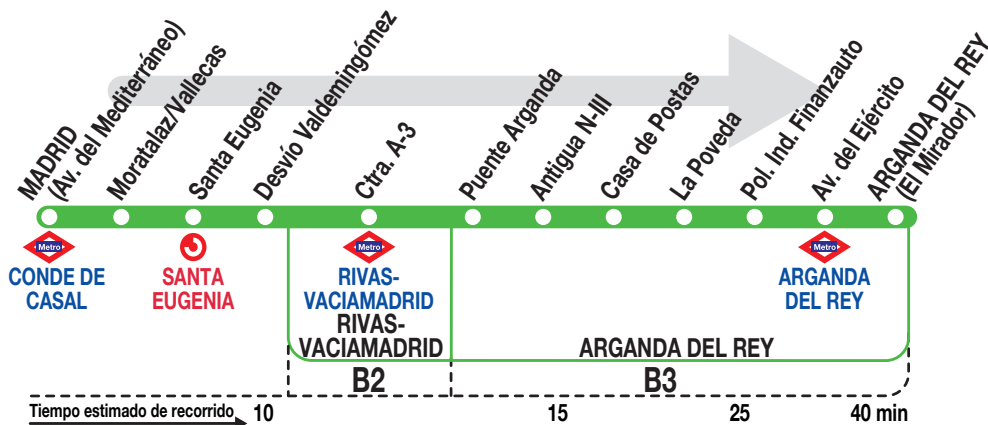 MADRID
(Av. del Mediterráneo)
Moratalaz/Vallecas
Santa Eugenia
Desvío Valdemingómez
Ctra. A-3
Puente Arganda
Antigua N-III
Casa de Postas
La Poveda
Pol. Ind. Finanzauto
Av. del Ejército
ARGANDA DEL REY
(El Mirador)
Metro
CONDE DE
CASAL
SANTA
EUGENIA
Metro
RIVAS-
VACIAMADRID
RIVAS-
VACIAMADRID
Metro
ARGANDA
DEL REY
ARGANDA DEL REY
B2
B3
Tiempo estimado de recorrido
10
15
25
40 min